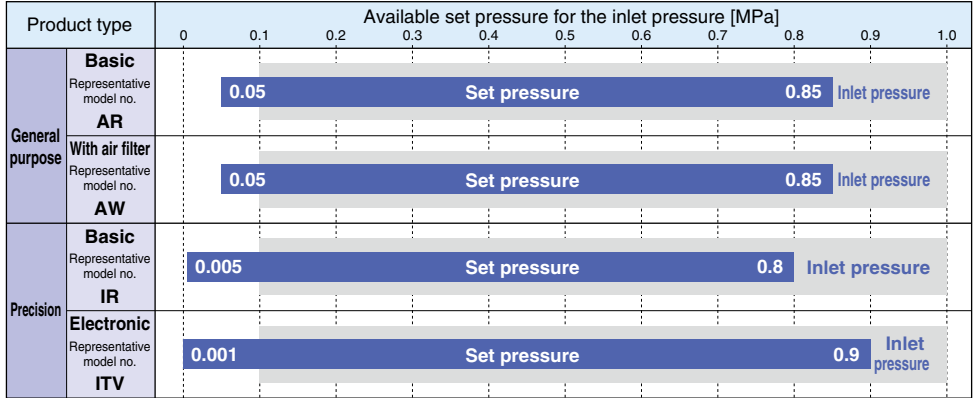 Product type
Available set pressure for the inlet pressure [MPa]
0 0.1 0.2 0.3 0.4 0.5 0.6 0.7 0.8 0.9 1.0
General
purpose
Basic
Representative
model no.
AR
0.05 Set pressure 0.85 Inlet pressure
With air filter
Representative
model no.
AW
0.05 Set pressure 0.85 Inlet pressure
Precision
Basic
Representative
model no.
IR
0.005 Set pressure 0.8 Inlet pressure
Electronic
Representative
model no.
ITV
0.001 Set pressure 0.9 Inlet
pressure